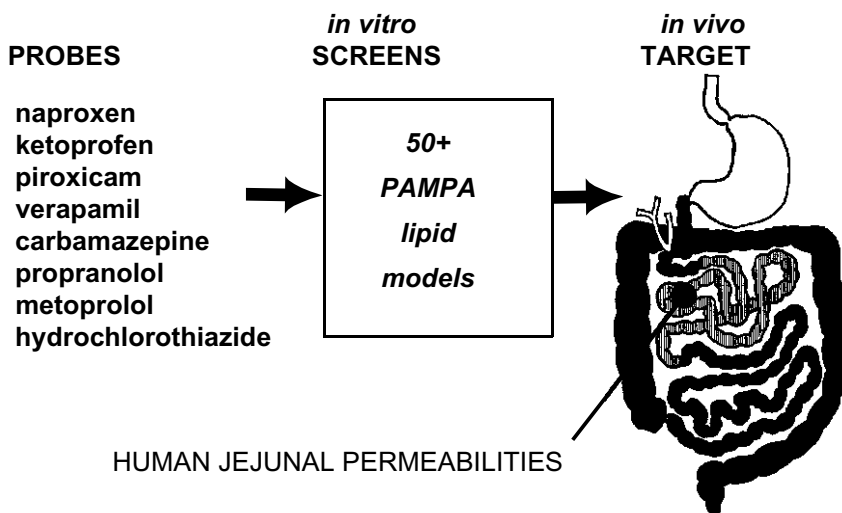 PROBES
in vitro
SCREENS
in vivo
TARGET
naproxen
ketoprofen
piroxicam
verapamil
carbamazepine
propranolol
metoprolol
hydrochlorothiazide
50+
PAMPA
lipid
models
HUMAN JEJUNAL PERMEABILITIES